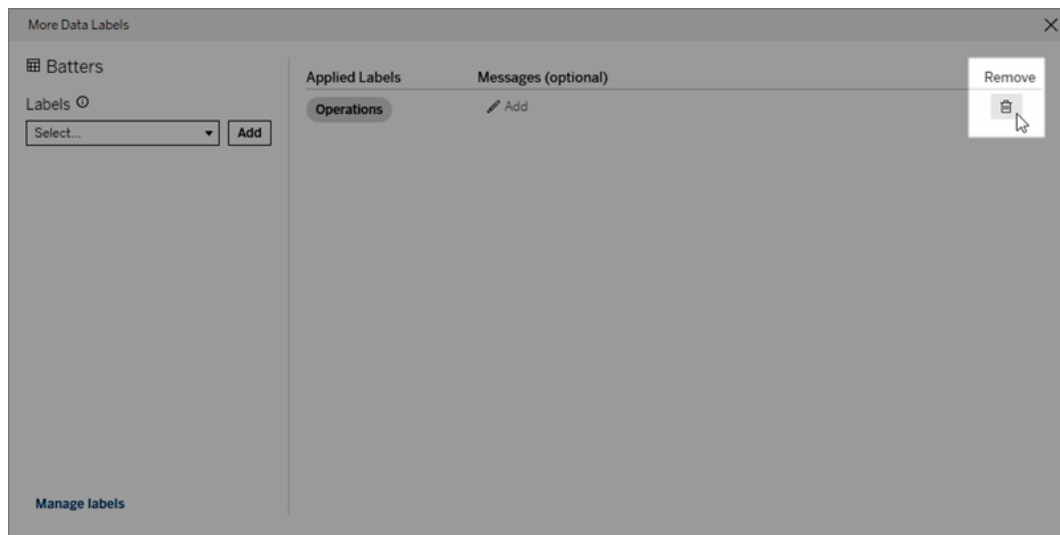 More Data Labels
Batters
Labels
Select...
Add
Applied Labels
Messages (optional)
Remove
Operations
Add
Manage labels